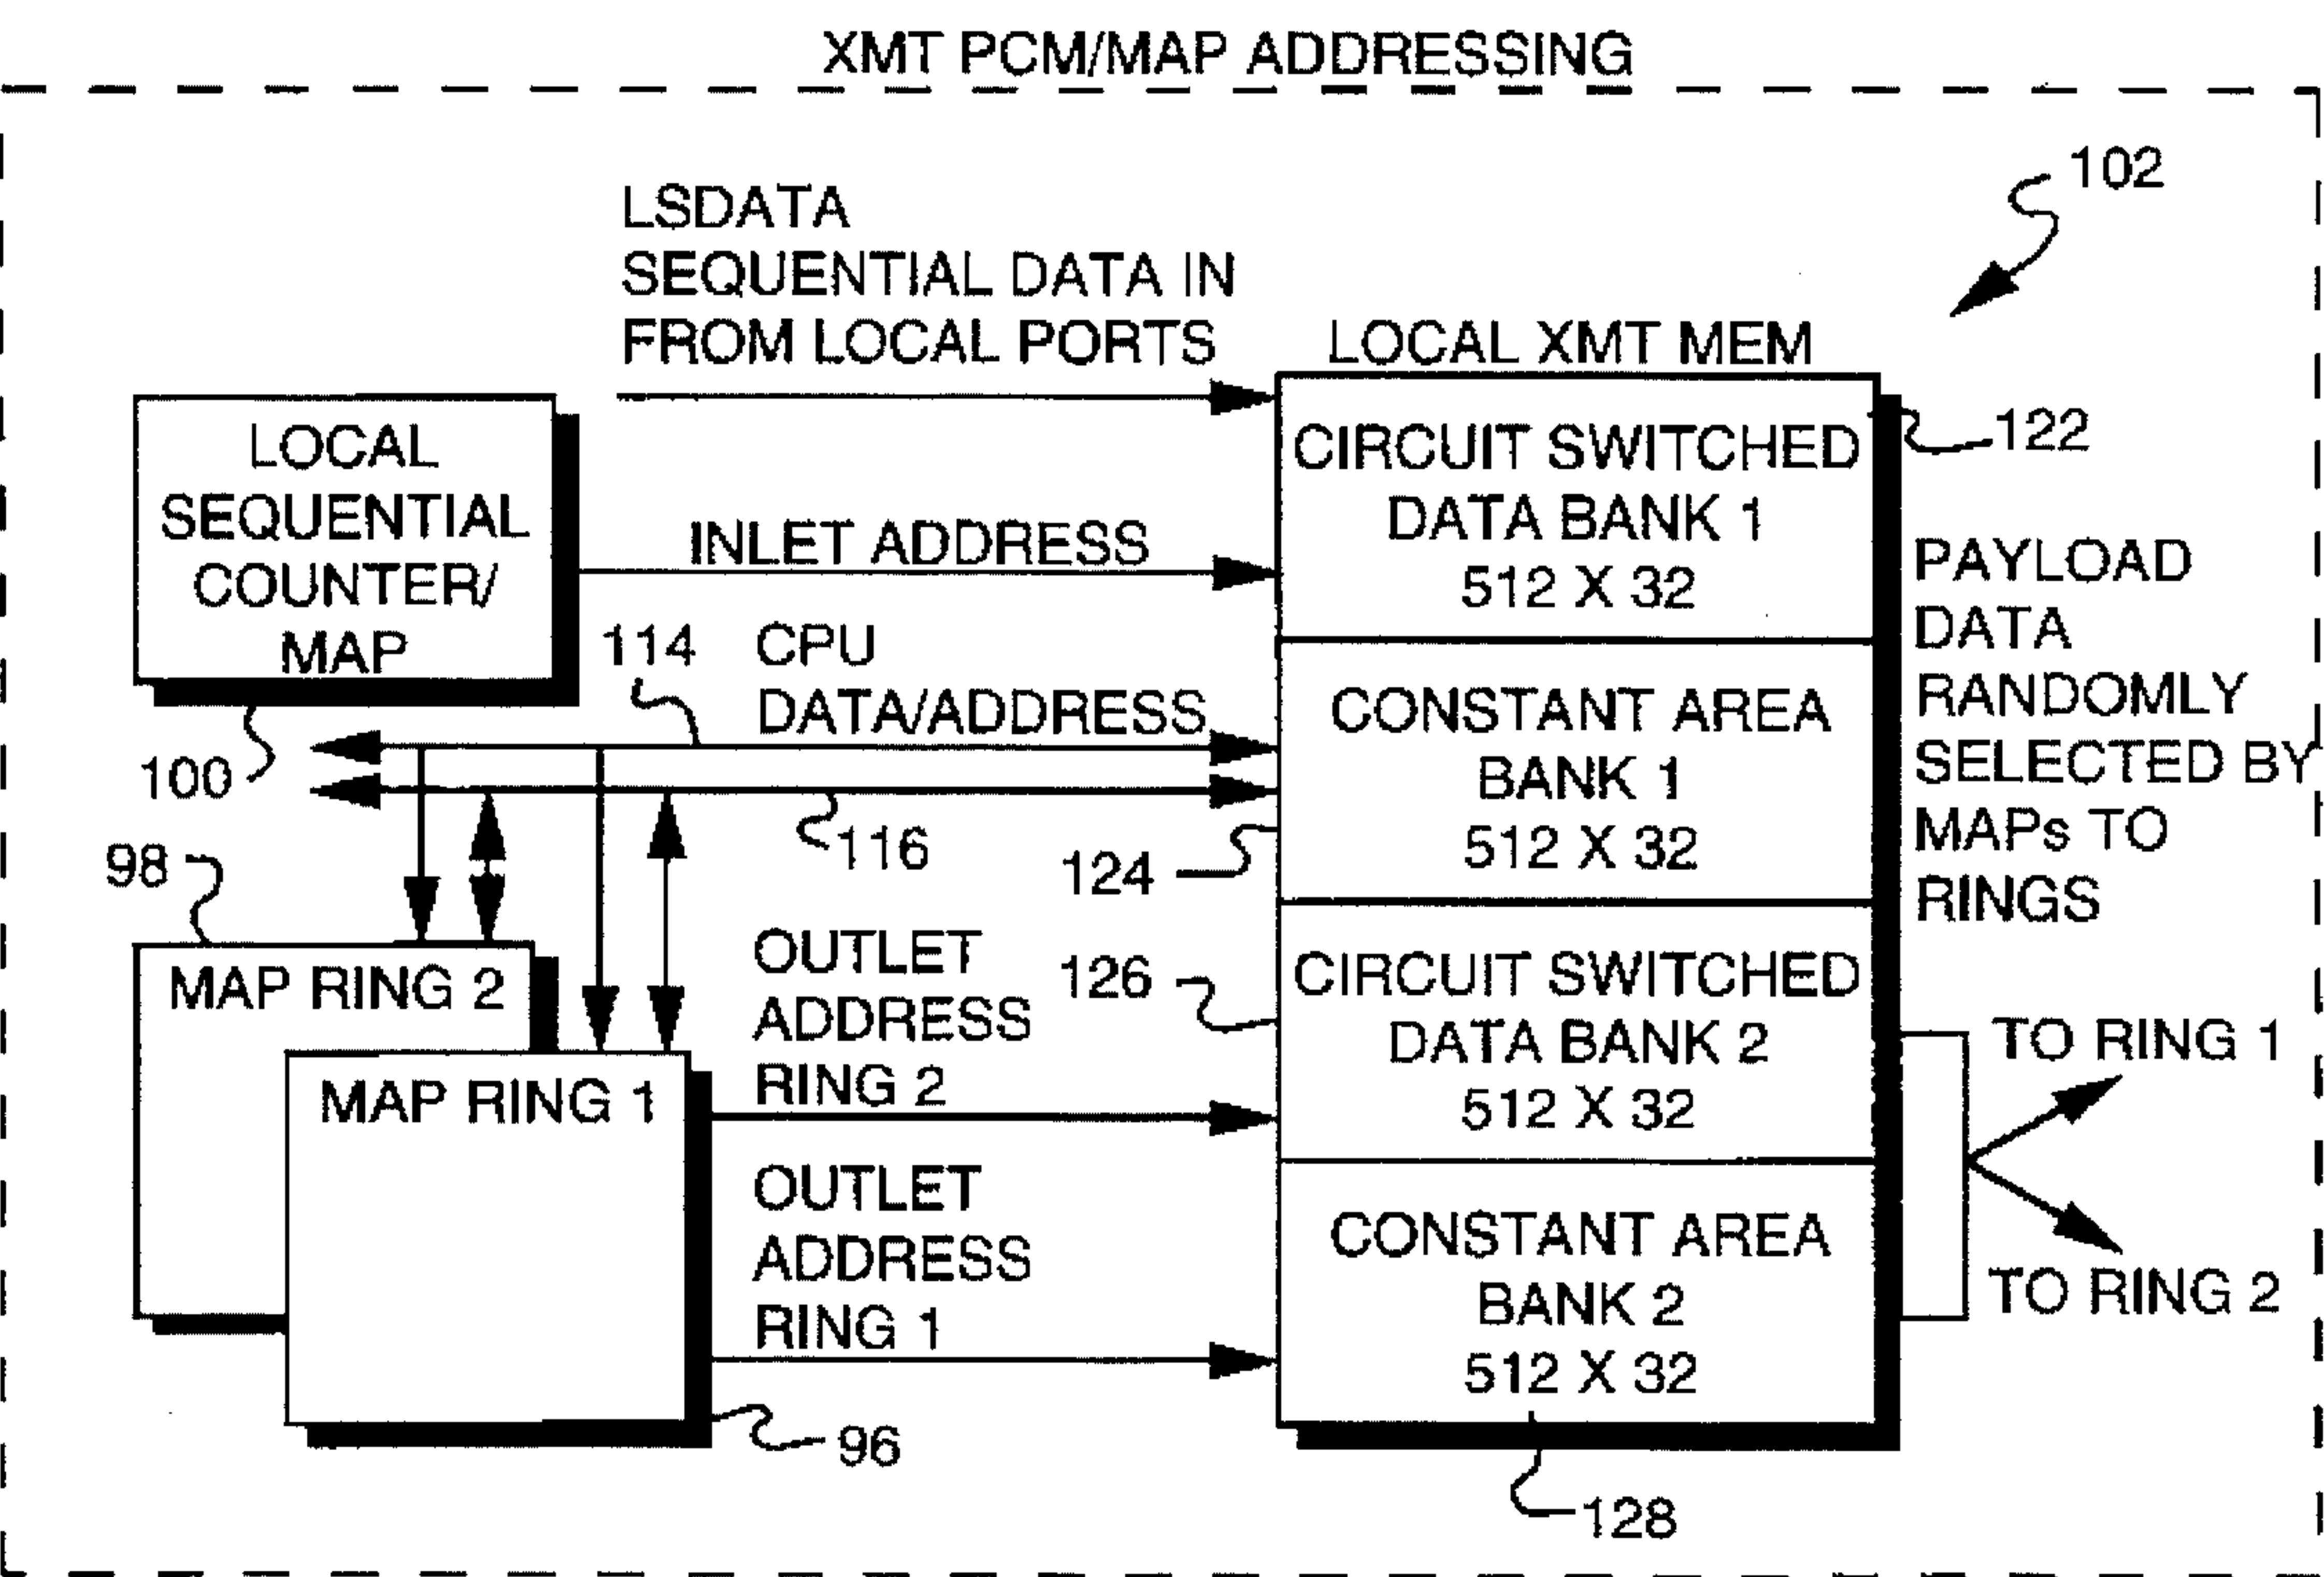 XMT PCM/MAP ADDRESSING
102
LSDATA
SEQUENTIAL DATA IN
FROM LOCAL PORTS
LOCAL XMT MEM
LOCAL
SEQUENTIAL
COUNTER/
MAP
100
INLET ADDRESS
CIRCUIT SWITCHED
DATA BANK 1
512 X 32
122
114
CPU
DATA/ADDRESS
116
CONSTANT AREA
BANK 1
512 X 32
124
PAYLOAD
DATA
RANDOMLY
SELECTED BY
MAPs TO
RINGS
98
MAP RING 2
MAP RING 1
96
OUTLET
ADDRESS
RING 2
OUTLET
ADDRESS
RING 1
126
CIRCUIT SWITCHED
DATA BANK 2
512 X 32
CONSTANT AREA
BANK 2
512 X 32
128
TO RING 1
TO RING 2